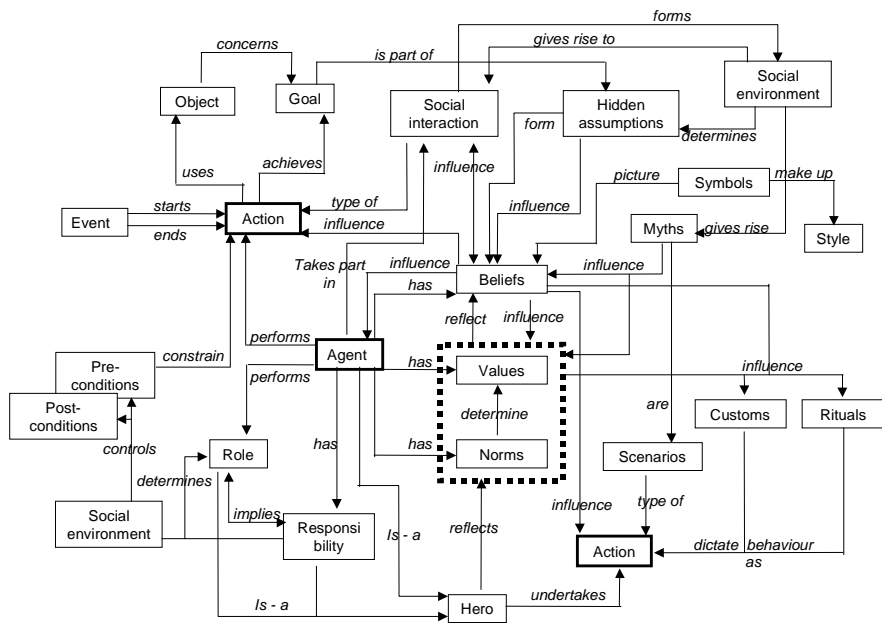 forms
concerns
gives rise to
is part of
Object
Goal
Social
interaction
Hidden
assumptions
Social
environment
form
determines
uses
achieves
influence
picture
Symbols
make up
Event
starts
ends
Action
type of
influence
influence
Myths
gives rise
Style
Takes part
in
influence
Beliefs
influence
has
reflect
influence
performs
Agent
constrain
Pre-
conditions
Post-
conditions
performs
has
Values
influence
determine
are
Customs
Rituals
controls
Role
has
has
Norms
Scenarios
determines
Social
environment
implies
Responsi
bility
Is - a
reflects
influence
type of
Action
dictate behaviour
as
Is - a
Hero
undertakes